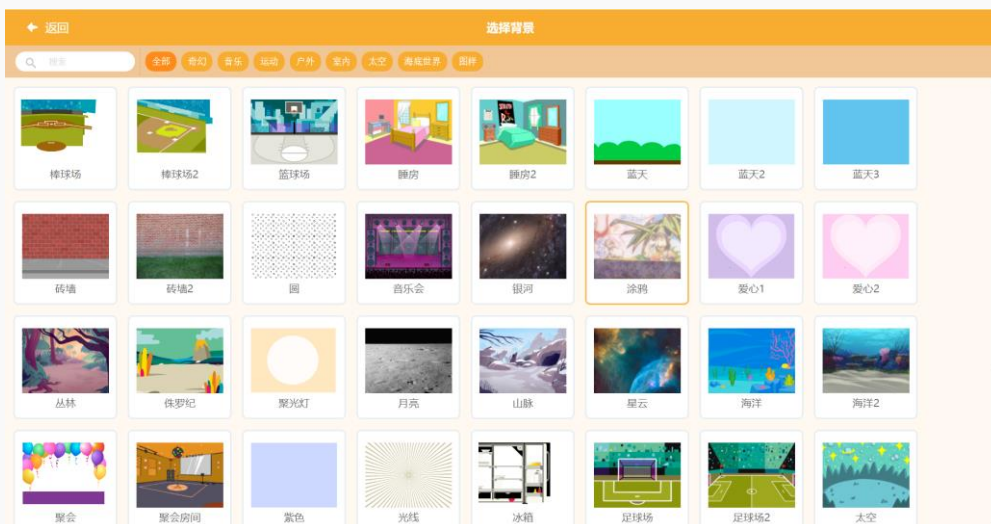 返回
选择背景
搜索
全部 奇幻 音乐 运动 户外 室内 太空 海底世界 图样
棒球场 棒球场2 篮球场 睡房 睡房2 蓝天 蓝天2 蓝天3
砖墙 砖墙2 圆 音乐会 银河 涂鸦 爱心1 爱心2
丛林 侏罗纪 聚光灯 月亮 山脉 星云 海洋 海洋2
聚会 聚会房间 紫色 光线 冰箱 足球场 足球场2 太空